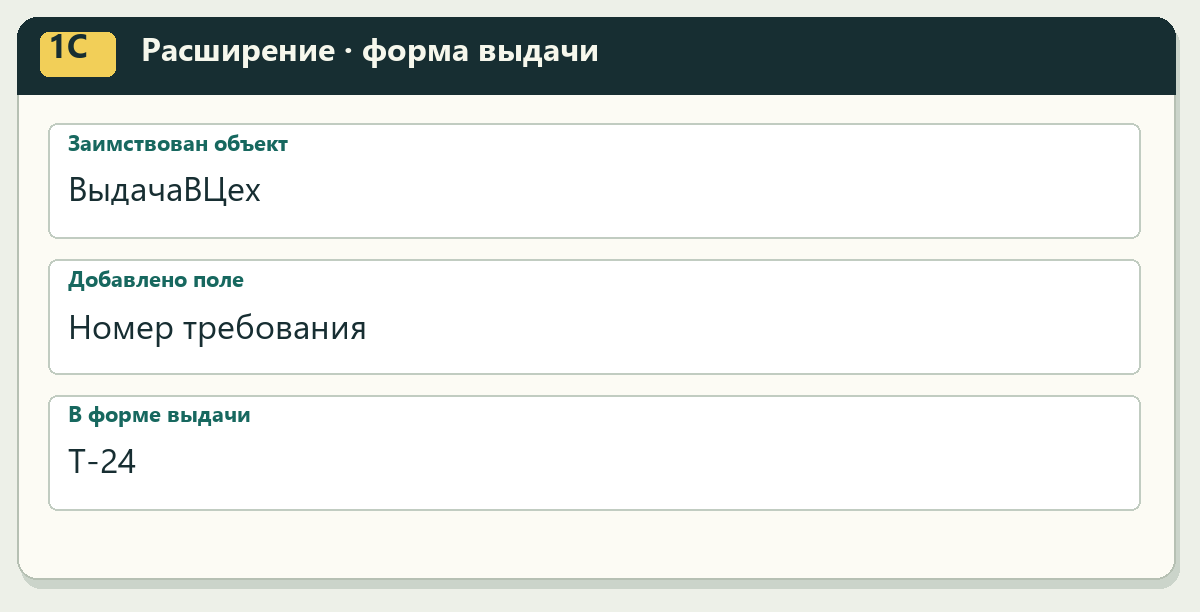 1С
Расширение · форма выдачи
Заимствован объект
ВыдачаВЦех
Добавлено поле
Номер требования
В форме выдачи
Т-24